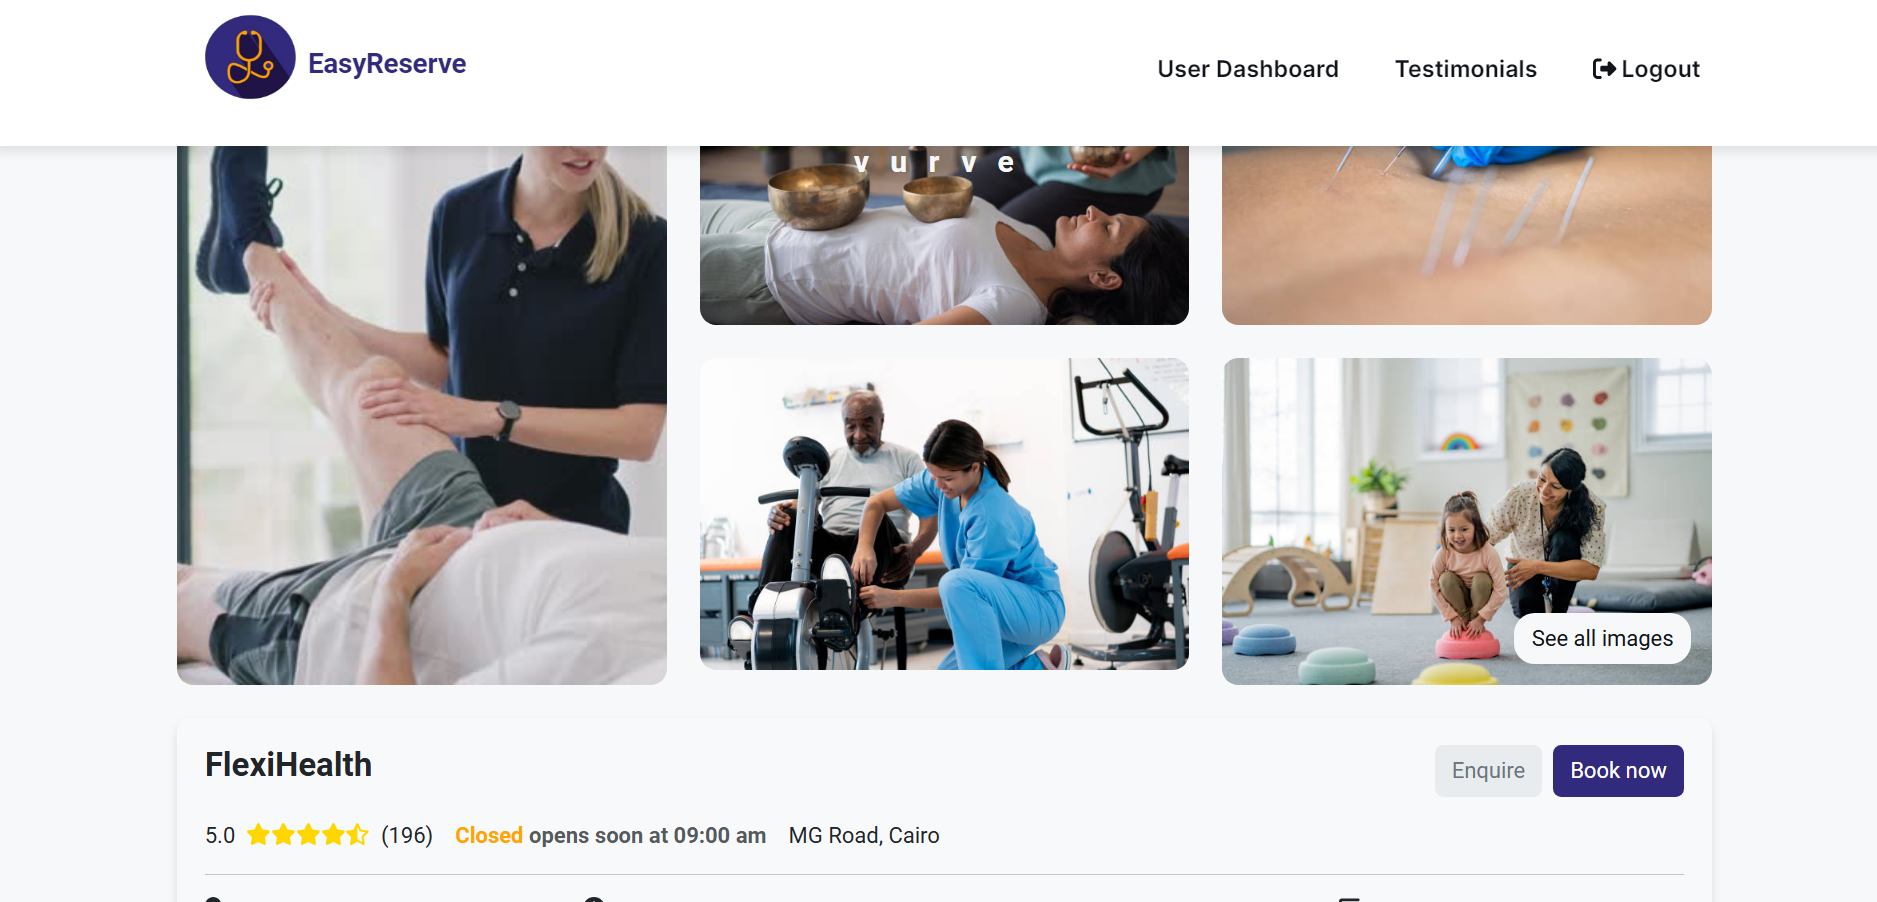 EasyReserve
User Dashboard
Testimonials
Logout
vurve
See all images
FlexiHealth
Enquire
Book now
5.0
(196)
Closed opens soon at 09:00 am
MG Road, Cairo